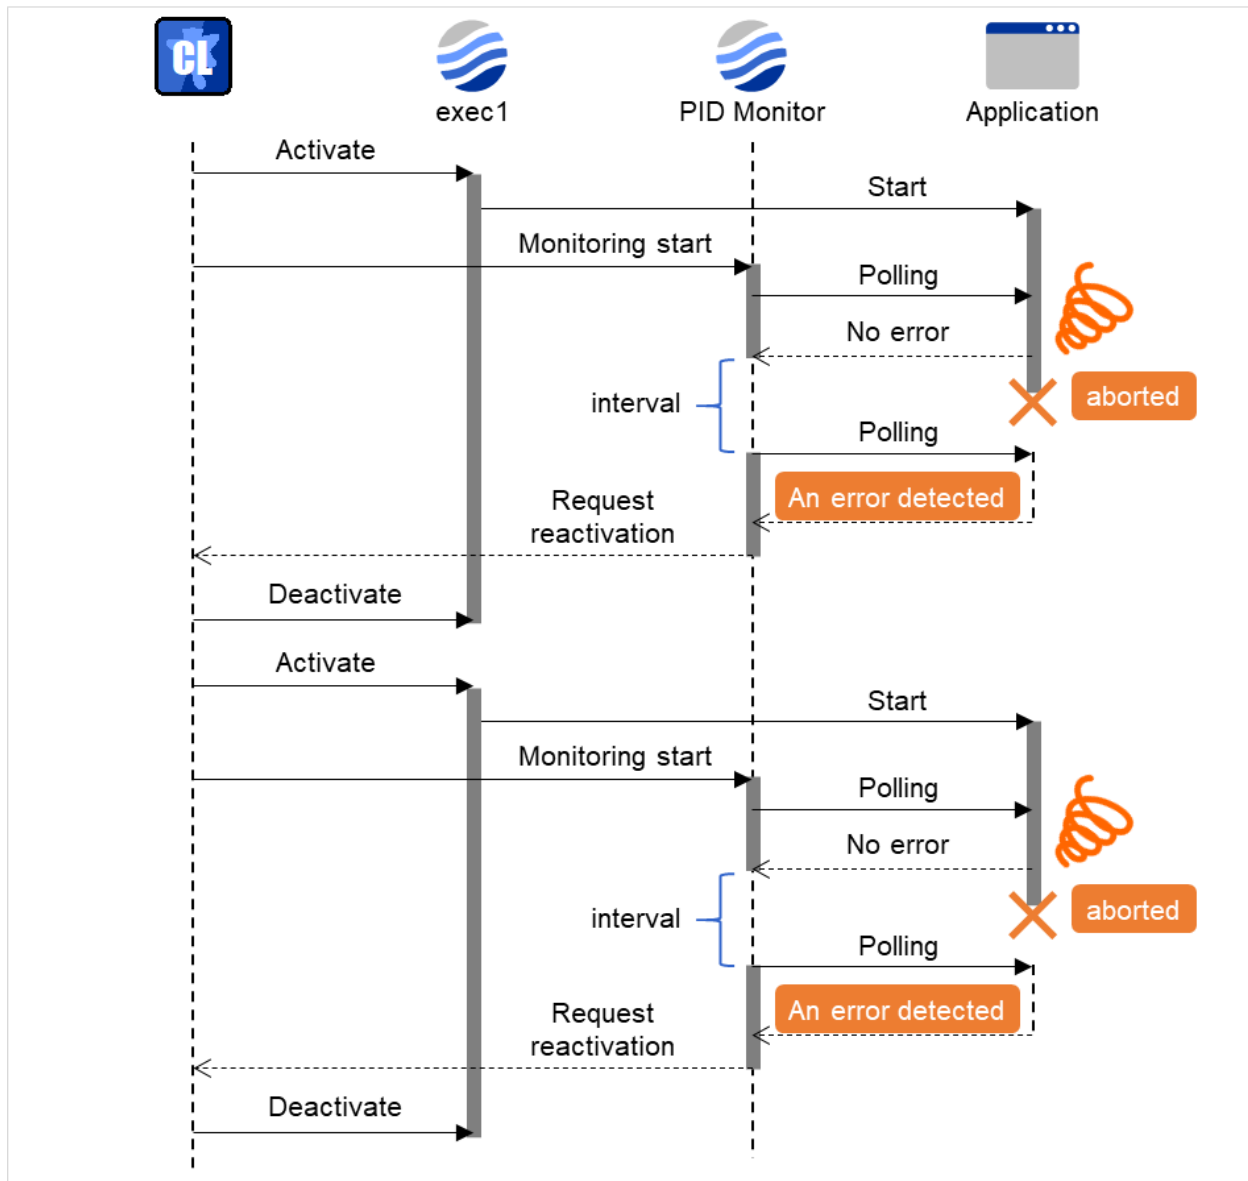 CL
exec1
PID Monitor
Application
Activate
Start
Monitoring start
Polling
No error
interval
aborted
Polling
An error detected
Request
reactivation
Deactivate
Activate
Start
Monitoring start
Polling
No error
interval
aborted
Polling
An error detected
Request
reactivation
Deactivate